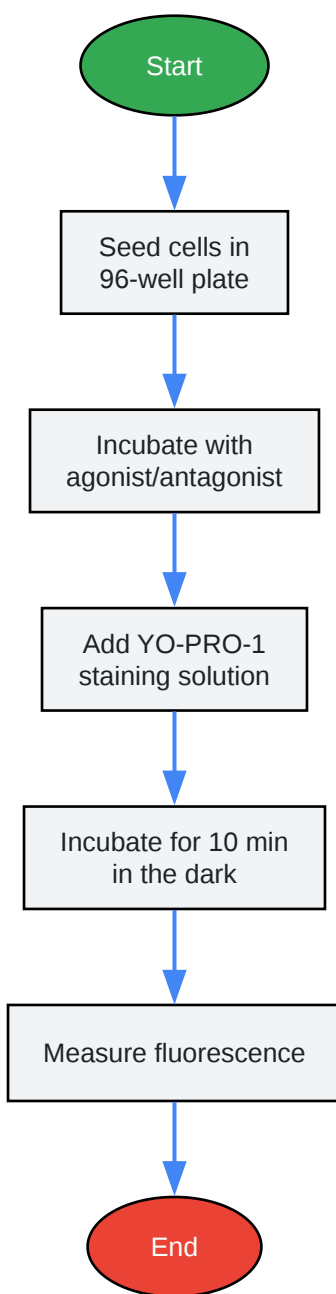 Start
Seed cells in
96-well plate
Incubate with
agonist/antagonist
Add YO-PRO-1
staining solution
Incubate for 10 min
in the dark
Measure fluorescence
End